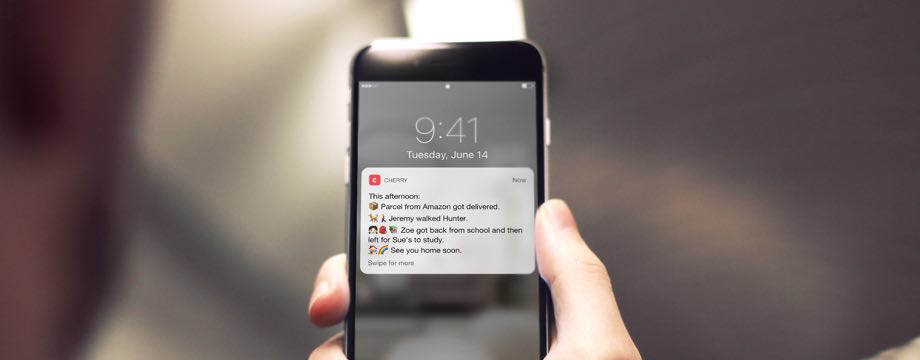 9:41
Tuesday, June 14
C CHERRY Now
This afternoon:
📦 Parcel from Amazon got delivered.
🐕🚶 Jeremy walked Hunter.
👧🎒📚 Zoe got back from school and then
left for Sue's to study.
🏡🌈 See you home soon.
Swipe for more